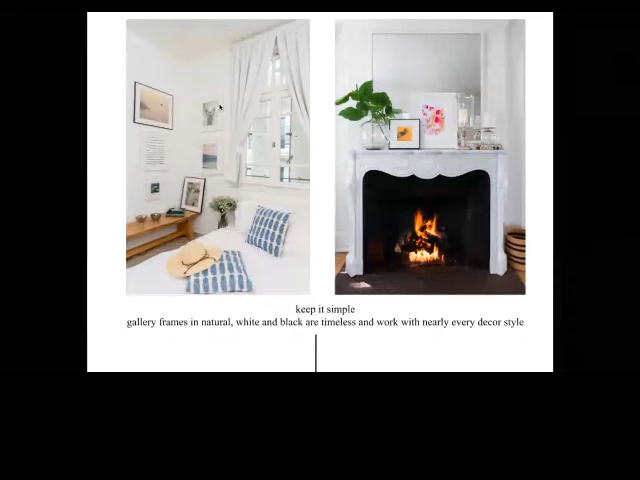 keep it simple
gallery frames in natural, white and black are timeless and work with nearly every decor style